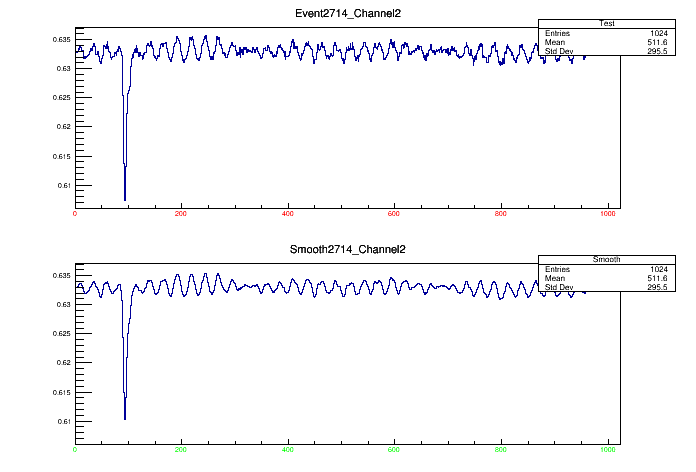 Event2714_Channel2
Test
Entries 1024
Mean 511.6
Std Dev 295.5
0.635
0.63
0.625
0.62
0.615
0.61
0 200 400 600 800 1000
Smooth2714_Channel2
Smooth
Entries 1024
Mean 511.6
Std Dev 295.5
0.635
0.63
0.625
0.62
0.615
0.61
0 200 400 600 800 1000